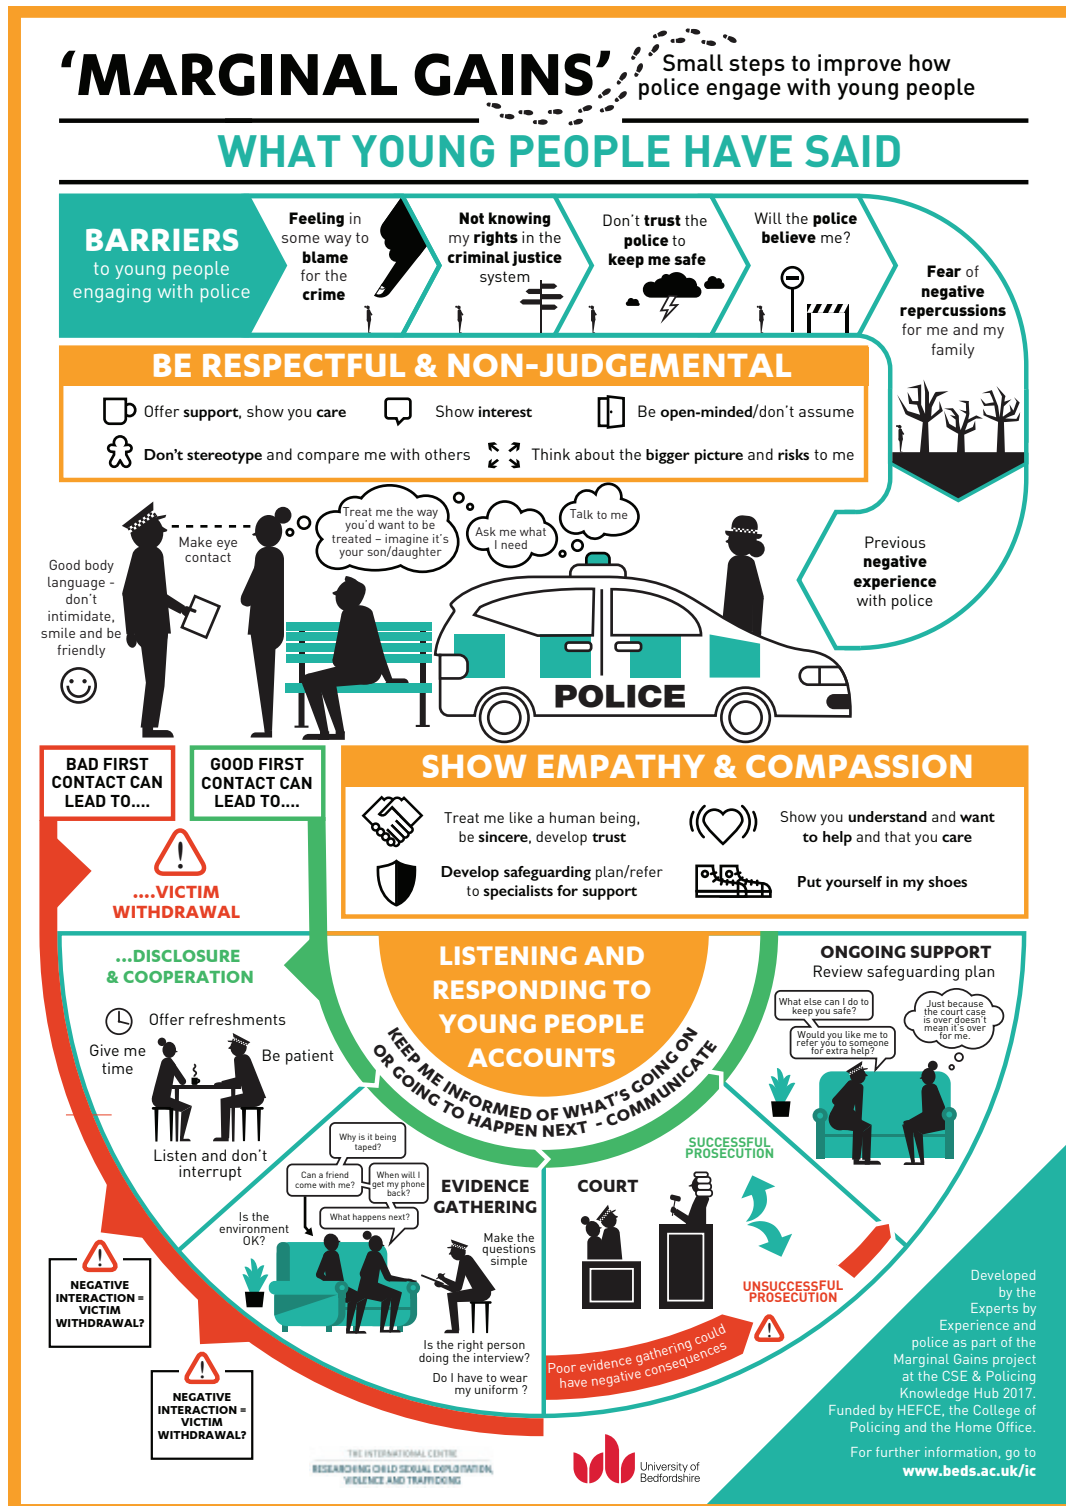 ‘MARGINAL GAINS’
Small steps to improve how
police engage with young people
WHAT YOUNG PEOPLE HAVE SAID
BARRIERS
to young people
engaging with police
Feeling in
some way to
blame
for the
crime
Not knowing
my rights in the
criminal justice
system
Don’t trust the
police to
keep me safe
Will the police
believe me?
Fear of
negative
repercussions
for me and my
family
Previous
negative
experience
with police
BE RESPECTFUL & NON-JUDGEMENTAL
Offer support, show you care
Show interest
Be open-minded/don’t assume
Don’t stereotype and compare me with others
Think about the bigger picture and risks to me
Good body
language -
don’t
intimidate,
smile and be
friendly
Make eye
contact
Treat me the way
you’d want to be
treated – imagine it’s
your son/daughter
Ask me what
I need
Talk to me
POLICE
BAD FIRST
CONTACT CAN
LEAD TO....
GOOD FIRST
CONTACT CAN
LEAD TO....
SHOW EMPATHY & COMPASSION
Treat me like a human being,
be sincere, develop trust
Show you understand and want
to help and that you care
Develop safeguarding plan/refer
to specialists for support
Put yourself in my shoes
....VICTIM
WITHDRAWAL
...DISCLOSURE
& COOPERATION
Offer refreshments
Give me
time
Be patient
Listen and don’t
interrupt
LISTENING AND
RESPONDING TO
YOUNG PEOPLE
ACCOUNTS
KEEP ME INFORMED OF WHAT’S GOING ON
OR GOING TO HAPPEN NEXT - COMMUNICATE
ONGOING SUPPORT
Review safeguarding plan
What else can I do to
keep you safe?
Would you like me to
refer you to someone
for extra help?
Just because
the court case
is over doesn’t
mean it’s over
for me.
Why is it being
taped?
Can a friend
come with me?
When will I
get my phone
back?
What happens next?
Is the
environment
OK?
EVIDENCE
GATHERING
Make the
questions
simple
Is the right person
doing the interview?
Do I have to wear
my uniform ?
COURT
SUCCESSFUL
PROSECUTION
UNSUCCESSFUL
PROSECUTION
Poor evidence gathering could
have negative consequences
NEGATIVE
INTERACTION =
VICTIM
WITHDRAWAL?
NEGATIVE
INTERACTION =
VICTIM
WITHDRAWAL?
Developed
by the
Experts by
Experience and
police as part of the
Marginal Gains project
at the CSE & Policing
Knowledge Hub 2017.
Funded by HEFCE, the College of
Policing and the Home Office.
For further information, go to
www.beds.ac.uk/ic
THE INTERNATIONAL CENTRE
RESEARCHING CHILD SEXUAL EXPLOITATION,
VIOLENCE AND TRAFFICKING
University of
Bedfordshire